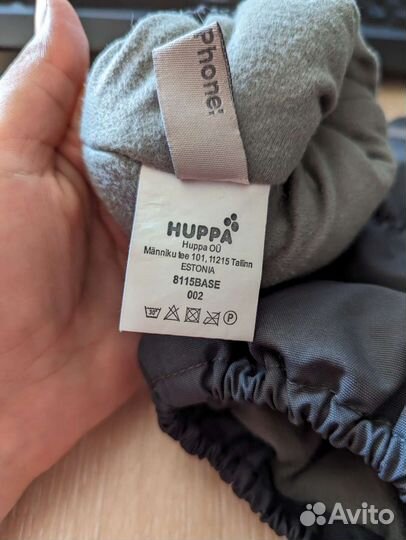 Phone:
HUPPA
Huppa OÜ
Männiku tee 101, 11215 Tallinn
ESTONIA
8115BASE
002
30°
P
Avito